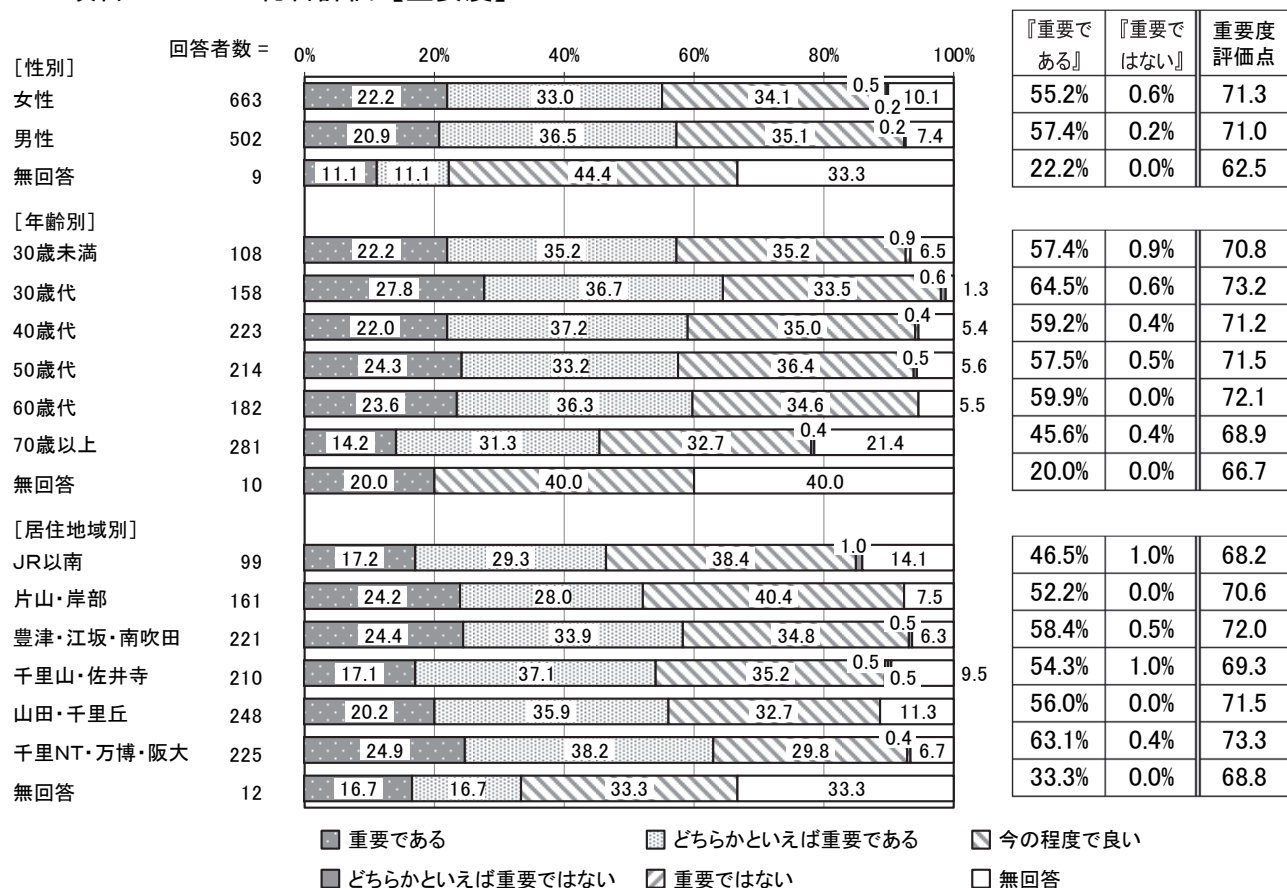 回答者数 =
0% 20% 40% 60% 80% 100%
『重要である』 『重要ではない』 重要度評価点
[性別]
女性 663 22.2 33.0 34.1 0.5 0.2 10.1 55.2% 0.6% 71.3
男性 502 20.9 36.5 35.1 0.2 7.4 57.4% 0.2% 71.0
無回答 9 11.1 11.1 44.4 33.3 22.2% 0.0% 62.5
[年齢別]
30歳未満 108 22.2 35.2 35.2 0.9 6.5 57.4% 0.9% 70.8
30歳代 158 27.8 36.7 33.5 0.6 1.3 64.5% 0.6% 73.2
40歳代 223 22.0 37.2 35.0 0.4 5.4 59.2% 0.4% 71.2
50歳代 214 24.3 33.2 36.4 0.5 5.6 57.5% 0.5% 71.5
60歳代 182 23.6 36.3 34.6 5.5 59.9% 0.0% 72.1
70歳以上 281 14.2 31.3 32.7 0.4 21.4 45.6% 0.4% 68.9
無回答 10 20.0 40.0 40.0 20.0% 0.0% 66.7
[居住地域別]
JR以南 99 17.2 29.3 38.4 1.0 14.1 46.5% 1.0% 68.2
片山・岸部 161 24.2 28.0 40.4 7.5 52.2% 0.0% 70.6
豊津・江坂・南吹田 221 24.4 33.9 34.8 0.5 6.3 58.4% 0.5% 72.0
千里山・佐井寺 210 17.1 37.1 35.2 0.5 0.5 9.5 54.3% 1.0% 69.3
山田・千里丘 248 20.2 35.9 32.7 11.3 56.0% 0.0% 71.5
千里NT・万博・阪大 225 24.9 38.2 29.8 0.4 6.7 63.1% 0.4% 73.3
無回答 12 16.7 16.7 33.3 33.3 33.3% 0.0% 68.8
重要である どちらかといえば重要である 今の程度で良い
どちらかといえば重要ではない 重要ではない 無回答